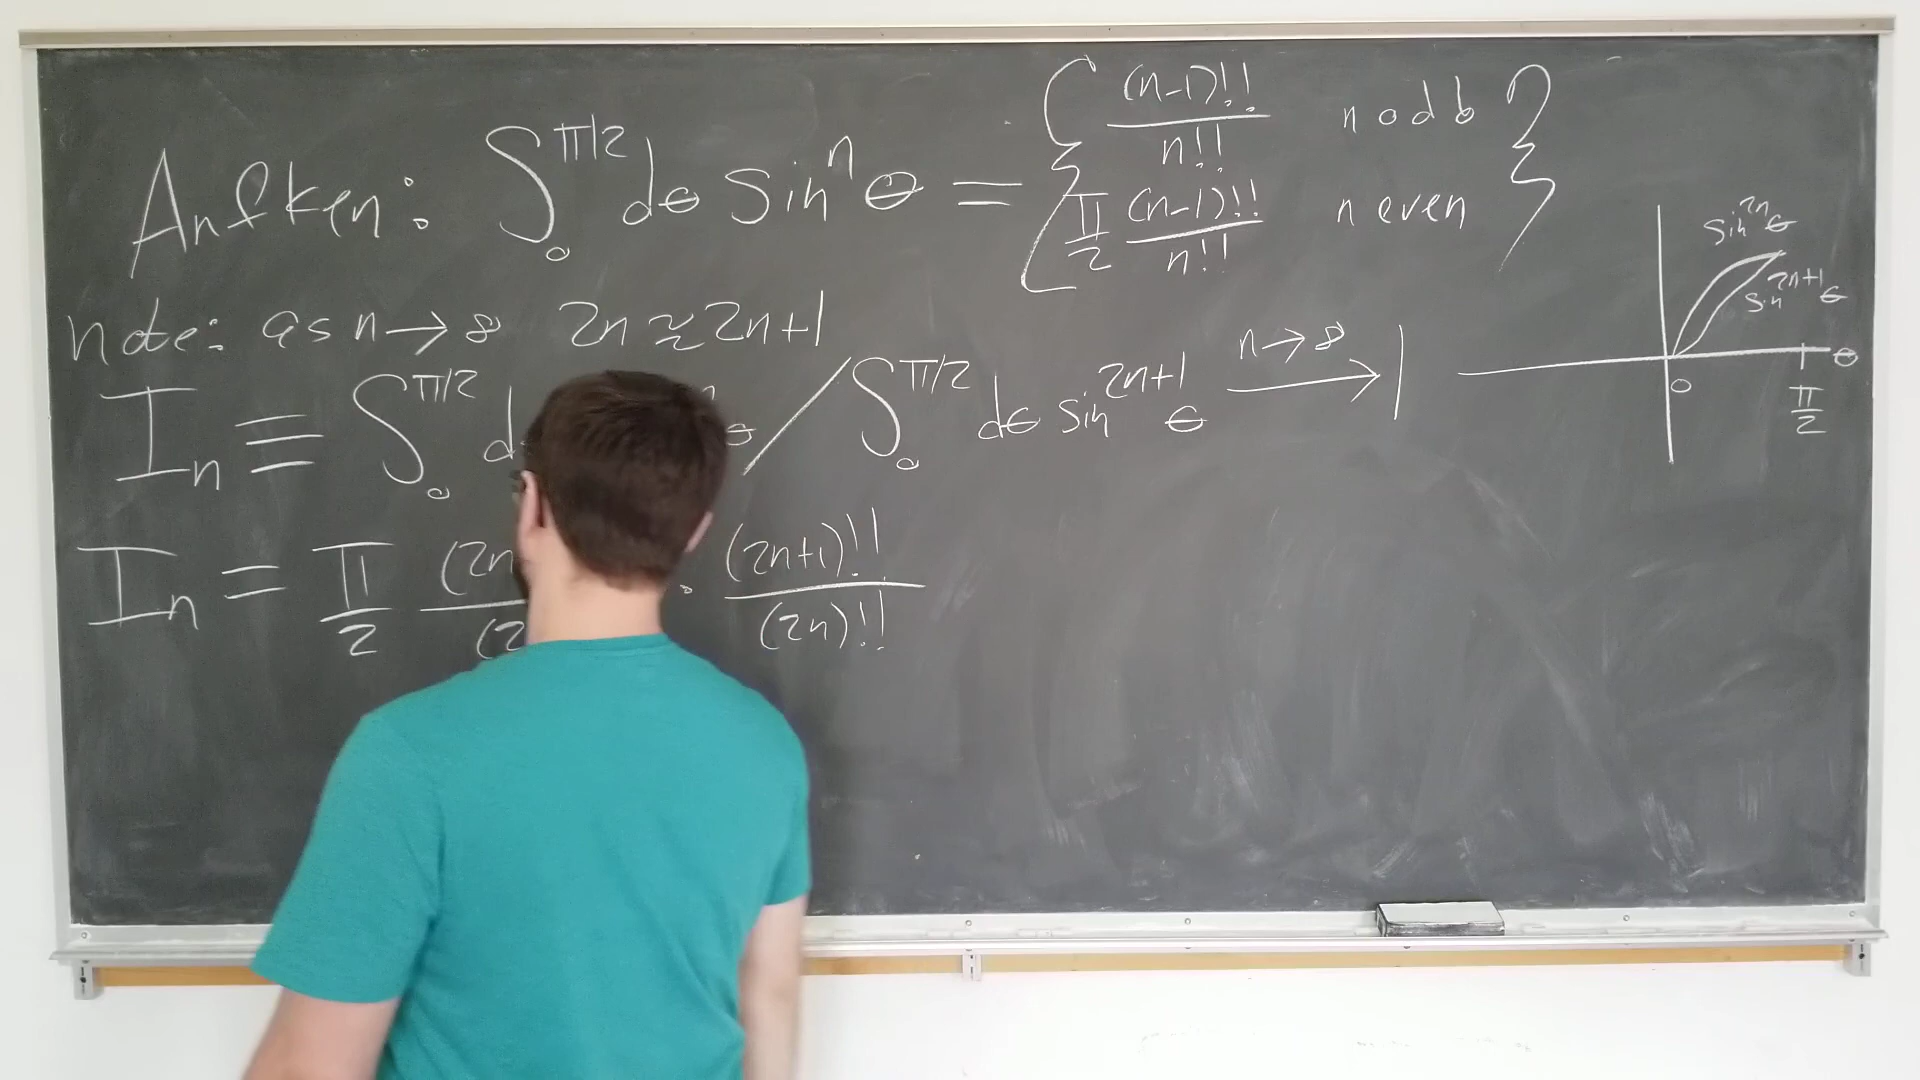 Arfken: ∫₀^{π/2} dθ sinⁿθ = { (n-1)!!/n!! n odd
π/2 (n-1)!!/n!! n even }
note: as n → ∞ 2n ≈ 2n+1
Iₙ ≡ ∫₀^{π/2} d θ / ∫₀^{π/2} dθ sin^{2n+1} θ n→∞ → 1
Iₙ = π/2 (2n (2 · (2n+1)!!/(2n)!!
sin^{2n} θ
sin^{2n+1} θ
θ
0
π/2